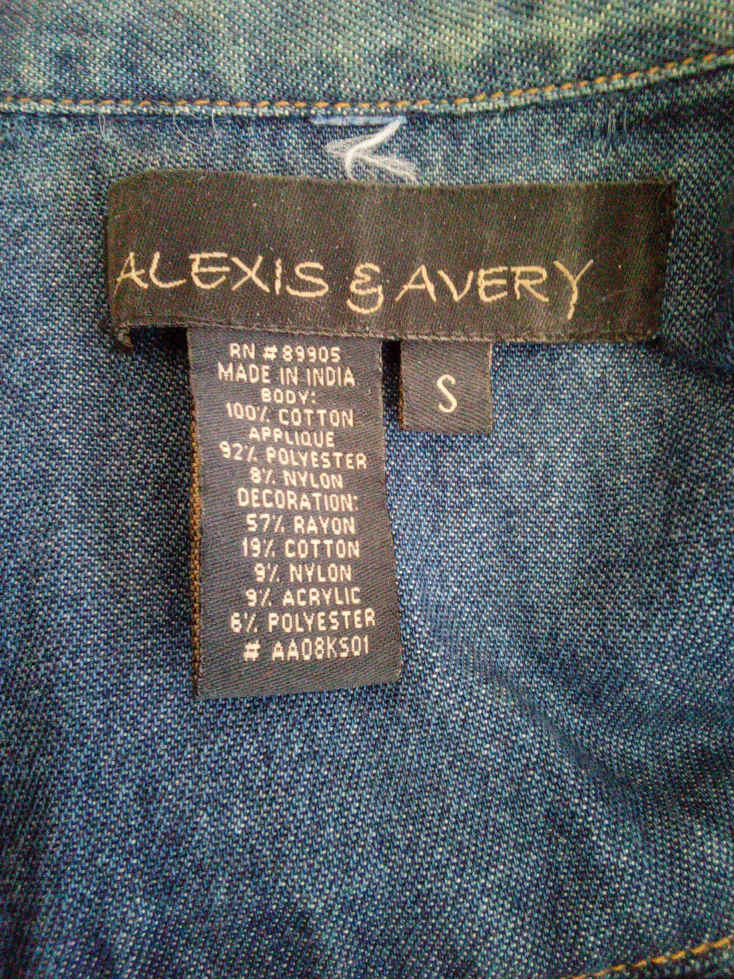 ALEXIS & AVERY
RN # 89905
MADE IN INDIA
BODY:
100% COTTON
APPLIQUE
92% POLYESTER
8% NYLON
DECORATION:
57% RAYON
19% COTTON
9% NYLON
9% ACRYLIC
6% POLYESTER
# AA08KS01
S